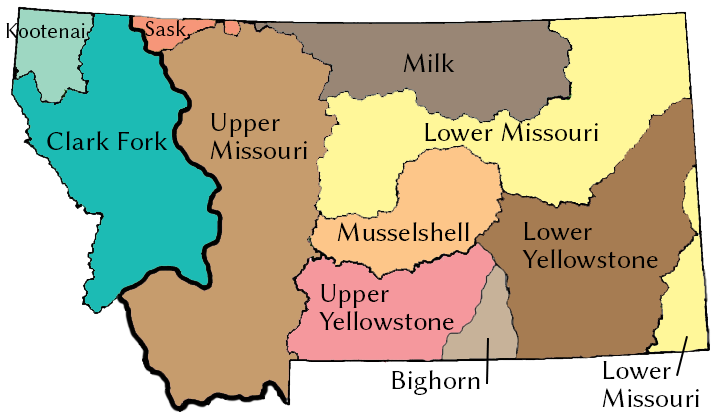 Kootenai
Sask
Milk
Clark Fork
Upper
Missouri
Lower Missouri
Musselshell
Lower
Yellowstone
Upper
Yellowstone
Bighorn
Lower
Missouri